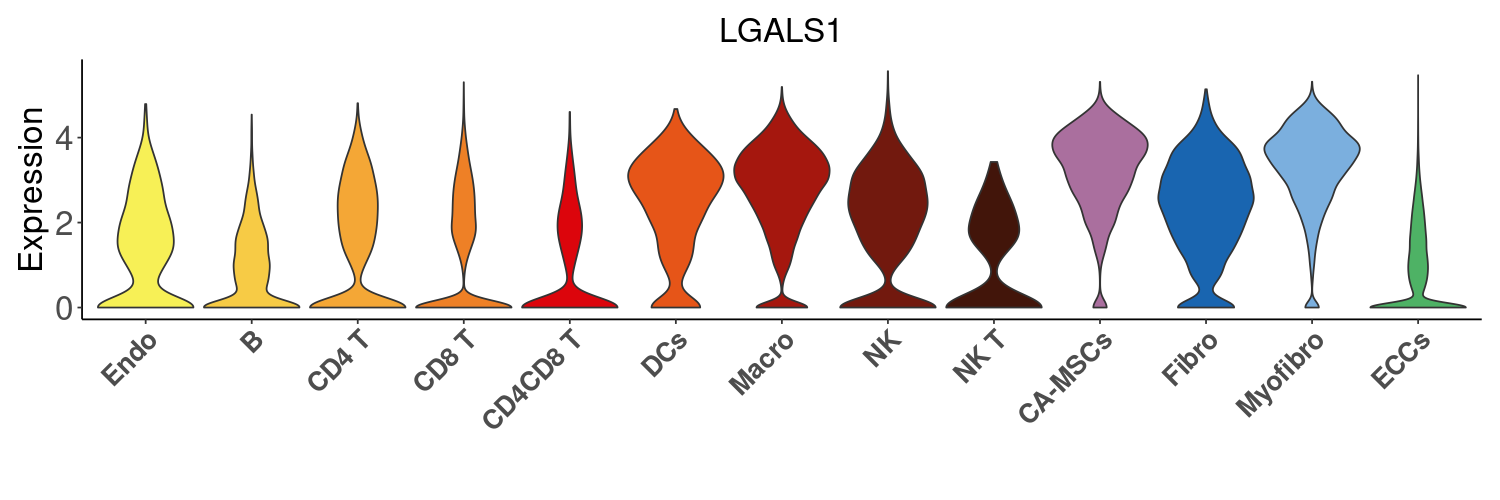 LGALS1
Expression
4
2
0
Endo
B
CD4 T
CD8 T
CD4CD8 T
DCs
Macro
NK
NK T
CA-MSCs
Fibro
Myofibro
ECCs